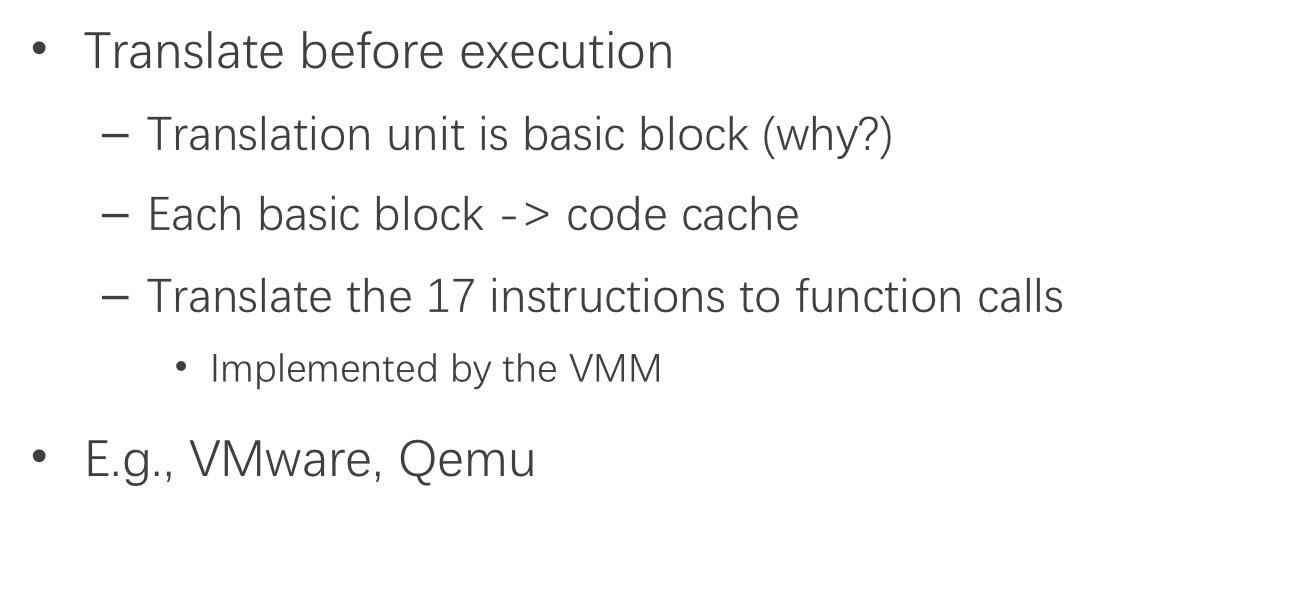 • Translate before execution
– Translation unit is basic block (why?)
– Each basic block -> code cache
– Translate the 17 instructions to function calls
• Implemented by the VMM
• E.g., VMware, Qemu